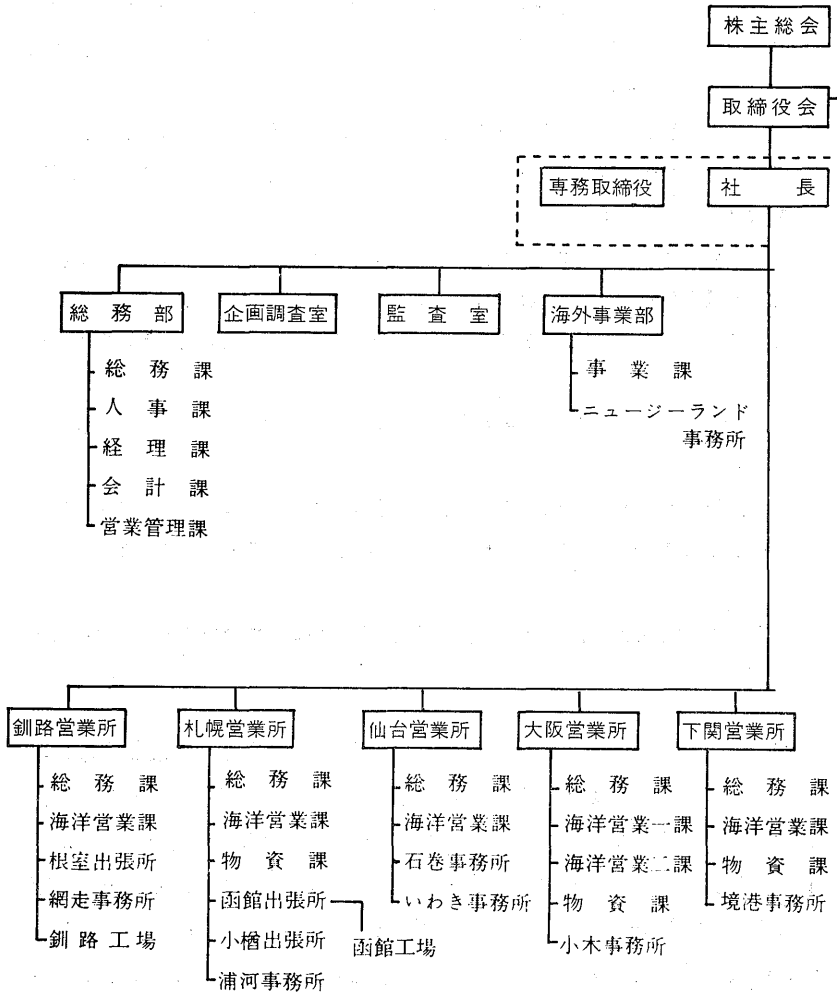 株主総会
取締役会
専務取締役
社長
総務部
総務課
人事課
経理課
会計課
営業管理課
企画調査室
監査室
海外事業部
事業課
ニュージーランド
事務所
釧路営業所
総務課
海洋営業課
根室出張所
網走事務所
釧路工場
札幌営業所
総務課
海洋営業課
物資課
函館出張所
函館工場
小樽出張所
浦河事務所
仙台営業所
総務課
海洋営業課
石巻事務所
いわき事務所
大阪営業所
総務課
海洋営業一課
海洋営業二課
物資課
小木事務所
下関営業所
総務課
海洋営業課
物資課
境港事務所